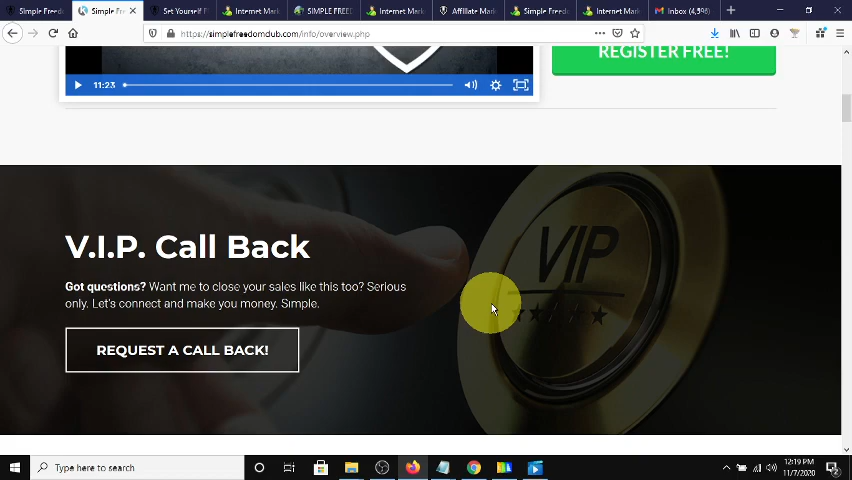 Simple Freed
Simple Fr
Set Yourself F
Internet Mark
SIMPLE FREE
Internet Mark
Affiliate Mark
Simple Freed
Internet Mark
Inbox (4,596)
https://simplefreedomclub.com/info/overview.php
REGISTER FREE!
11:23
V.I.P. Call Back
Got questions? Want me to close your sales like this too? Serious
only. Let's connect and make you money. Simple.
REQUEST A CALL BACK!
VIP
Type here to search
12:19 PM
11/7/2020
2